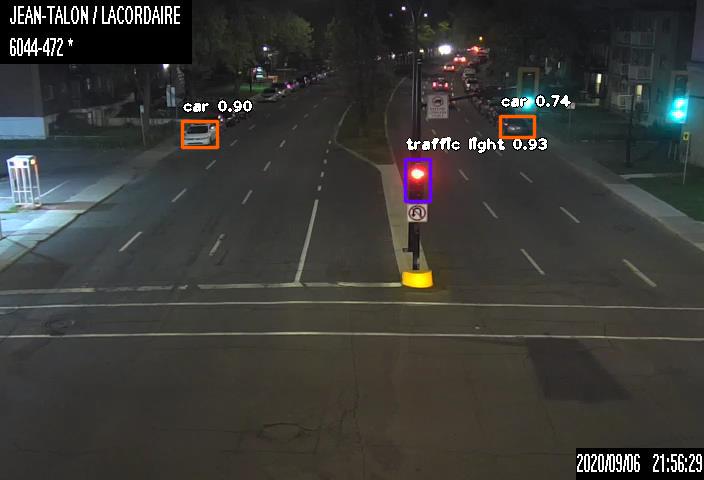 JEAN-TALON / LACORDAIRE
6044-472 *
car 0.90
car 0.74
traffic light 0.93
2020/09/06 21:56:29